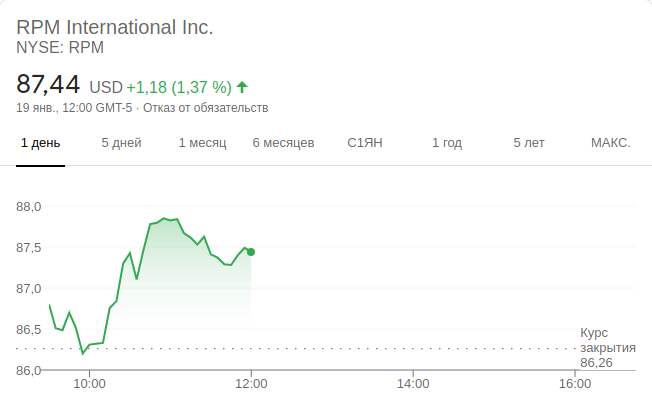 RPM International Inc.
NYSE: RPM
87,44 USD +1,18 (1,37 %)
19 янв., 12:00 GMT-5 · Отказ от обязательств
1 день 5 дней 1 месяц 6 месяцев С1ЯН 1 год 5 лет МАКС.
88,0
87,5
87,0
86,5
86,0
Курс
закрытия
86,26
10:00 12:00 14:00 16:00